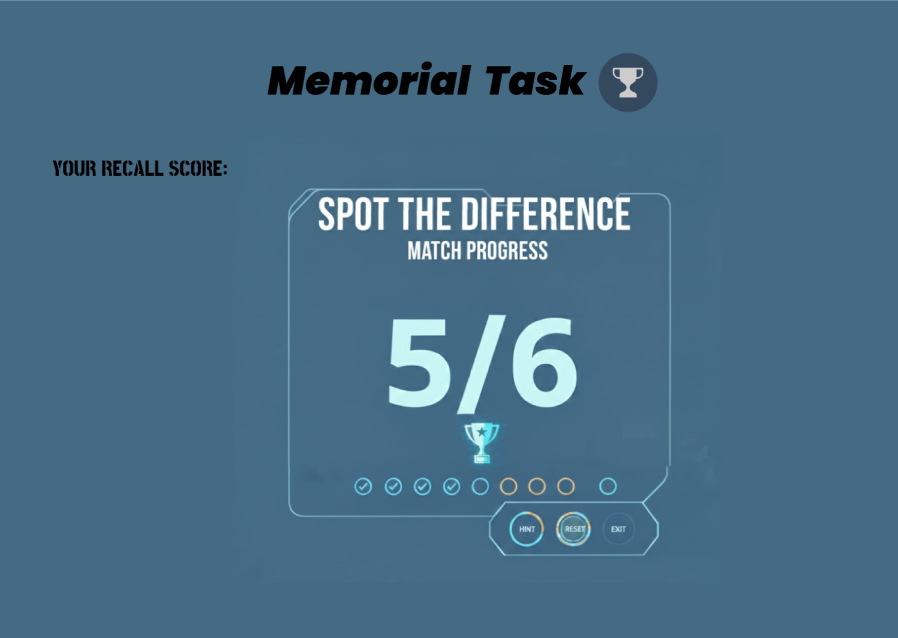 Memorial Task
YOUR RECALL SCORE:
SPOT THE DIFFERENCE
MATCH PROGRESS
5/6
HINT RESET EXIT